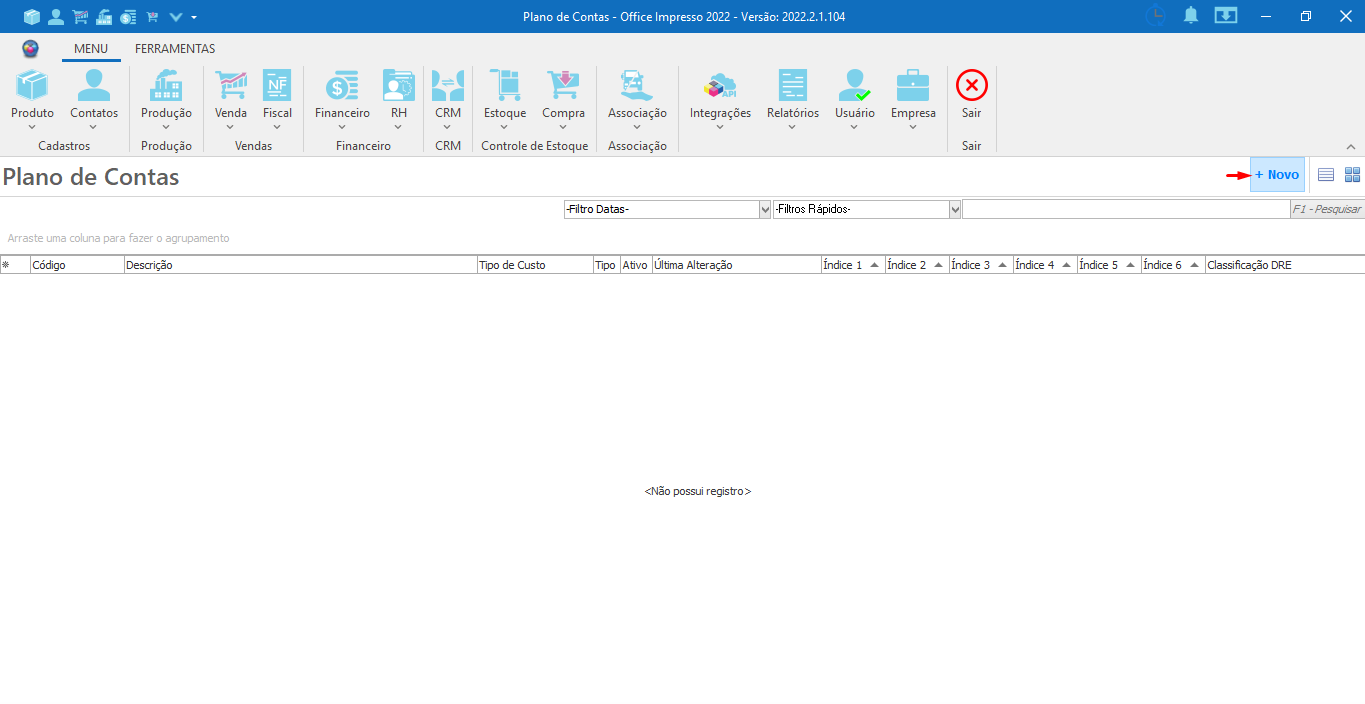 Plano de Contas - Office Impresso 2022 - Versão: 2022.2.1.104
MENU FERRAMENTAS
Produto Contatos Produção Venda Fiscal Financeiro RH CRM Estoque Compra Associação Integrações Relatórios Usuário Empresa Sair
NF
API
Cadastros Produção Vendas Financeiro CRM Controle de Estoque Associação Sair
Plano de Contas
+ Novo
-Filtro Datas- -Filtros Rápidos- F1 - Pesquisar
Arraste uma coluna para fazer o agrupamento
Código Descrição Tipo de Custo Tipo Ativo Última Alteração Índice 1 Índice 2 Índice 3 Índice 4 Índice 5 Índice 6 Classificação DRE
<Não possui registro>